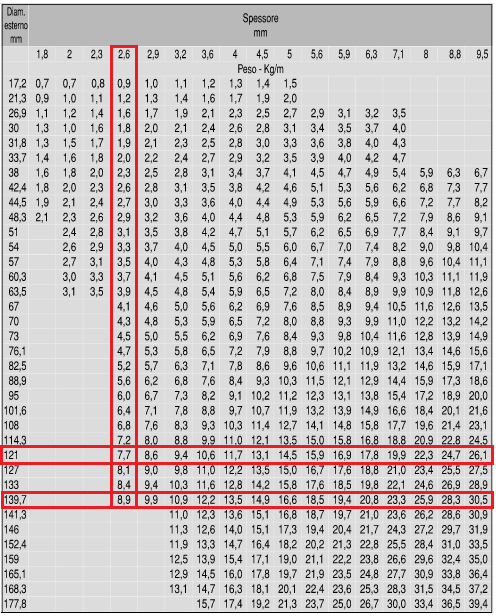 Diam.
esterno
mm
Spessore
mm
1,8 2 2,3 2,6 2,9 3,2 3,6 4 4,5 5 5,6 5,9 6,3 7,1 8 8,8 9,5
Peso - Kg/m
17,2 0,7 0,7 0,8 0,9 1,0 1,1 1,2 1,3 1,4 1,5
21,3 0,9 1,0 1,1 1,2 1,3 1,4 1,6 1,7 1,9 2,0
26,9 1,1 1,2 1,4 1,6 1,7 1,9 2,1 2,3 2,5 2,7 2,9 3,1 3,2 3,5
30 1,3 1,0 1,6 1,8 2,0 2,1 2,4 2,6 2,8 3,1 3,4 3,5 3,7 4,0
31,8 1,3 1,5 1,7 1,9 2,1 2,3 2,5 2,8 3,0 3,3 3,6 3,8 4,0 4,3
33,7 1,4 1,6 1,8 2,0 2,2 2,4 2,7 2,9 3,2 3,5 3,9 4,0 4,2 4,7
38 1,6 1,8 2,0 2,3 2,5 2,8 3,1 3,4 3,7 4,1 4,5 4,7 4,9 5,4 5,9 6,3 6,7
42,4 1,8 2,0 2,3 2,6 2,8 3,1 3,5 3,8 4,2 4,6 5,1 5,3 5,6 6,2 6,8 7,3 7,7
44,5 1,9 2,1 2,4 2,7 3,0 3,3 3,6 4,0 4,4 4,9 5,3 5,6 5,9 6,6 7,2 7,7 8,2
48,3 2,1 2,3 2,6 2,9 3,2 3,6 4,0 4,4 4,8 5,3 5,9 6,2 6,5 7,2 7,9 8,6 9,1
51 2,4 2,8 3,1 3,5 3,8 4,2 4,7 5,1 5,7 6,2 6,5 6,9 7,7 8,4 9,1 9,7
54 2,6 2,9 3,3 3,7 4,0 4,5 5,0 5,5 6,0 6,7 7,0 7,4 8,2 9,0 9,8 10,4
57 2,7 3,1 3,5 4,0 4,3 4,8 5,3 5,8 6,4 7,1 7,4 7,9 8,8 9,6 10,4 11,1
60,3 3,0 3,3 3,7 4,1 4,5 5,1 5,6 6,2 6,8 7,5 7,9 8,4 9,3 10,3 11,1 11,9
63,5 3,1 3,5 3,9 4,5 4,8 5,4 5,9 6,5 7,2 8,0 8,4 8,9 9,9 10,9 11,8 12,6
67 4,1 4,6 5,0 5,6 6,2 6,9 7,6 8,5 8,9 9,4 10,5 11,6 12,6 13,5
70 4,3 4,8 5,3 5,9 6,5 7,2 8,0 8,8 9,3 9,9 11,0 12,2 13,2 14,2
73 4,5 5,0 5,5 6,2 6,9 7,6 8,4 9,3 9,8 10,4 11,6 12,8 13,9 14,9
76,1 4,7 5,3 5,8 6,5 7,2 7,9 8,8 9,7 10,2 10,9 12,1 13,4 14,6 15,6
82,5 5,2 5,7 6,3 7,1 7,8 8,6 9,6 10,6 11,1 11,9 13,2 14,6 15,9 17,1
88,9 5,6 6,2 6,8 7,6 8,4 9,3 10,3 11,5 12,1 12,9 14,4 15,9 17,3 18,6
95 6,0 6,7 7,3 8,2 9,1 10,2 11,2 12,3 13,1 13,8 15,4 17,2 18,9 20,0
101,6 6,4 7,1 7,8 8,8 9,7 10,7 11,9 13,2 13,9 14,9 16,6 18,4 20,1 21,6
108 6,8 7,6 8,3 9,3 10,3 11,4 12,7 14,1 14,8 15,8 17,7 19,6 21,4 23,1
114,3 7,2 8,0 8,8 9,9 11,0 12,1 13,5 15,0 15,8 16,8 18,8 20,9 22,8 24,5
121 7,7 8,6 9,4 10,6 11,7 13,1 14,5 15,9 16,9 17,8 19,9 22,3 24,7 26,1
127 8,1 9,0 9,8 11,0 12,2 13,5 15,0 16,7 17,6 18,8 21,0 23,4 25,5 27,5
133 8,4 9,4 10,3 11,6 12,8 14,2 15,8 17,6 18,5 19,8 22,1 24,6 26,9 28,9
139,7 8,9 9,9 10,9 12,2 13,5 14,9 16,6 18,5 19,4 20,8 23,3 25,9 28,3 30,5
141,3 11,0 12,3 13,6 15,1 16,8 18,7 19,7 21,0 23,6 26,2 28,6 30,9
146 11,3 12,6 14,0 15,1 17,3 19,4 20,4 21,7 24,3 27,2 29,7 31,9
152,4 11,9 13,3 14,7 16,4 18,2 20,2 21,3 22,8 25,5 28,4 31,0 33,5
159 12,5 13,9 15,4 17,1 19,0 21,1 22,2 23,8 26,6 29,6 32,4 35,0
165,1 12,9 14,5 16,0 17,8 19,7 21,9 23,5 24,8 27,7 30,9 33,8 36,4
168,3 13,1 14,7 16,3 18,1 20,1 22,4 23,6 25,3 28,3 31,5 34,5 37,2
177,8 15,7 17,4 19,2 21,3 23,7 25,0 26,7 30,0 33,4 36,5 39,4